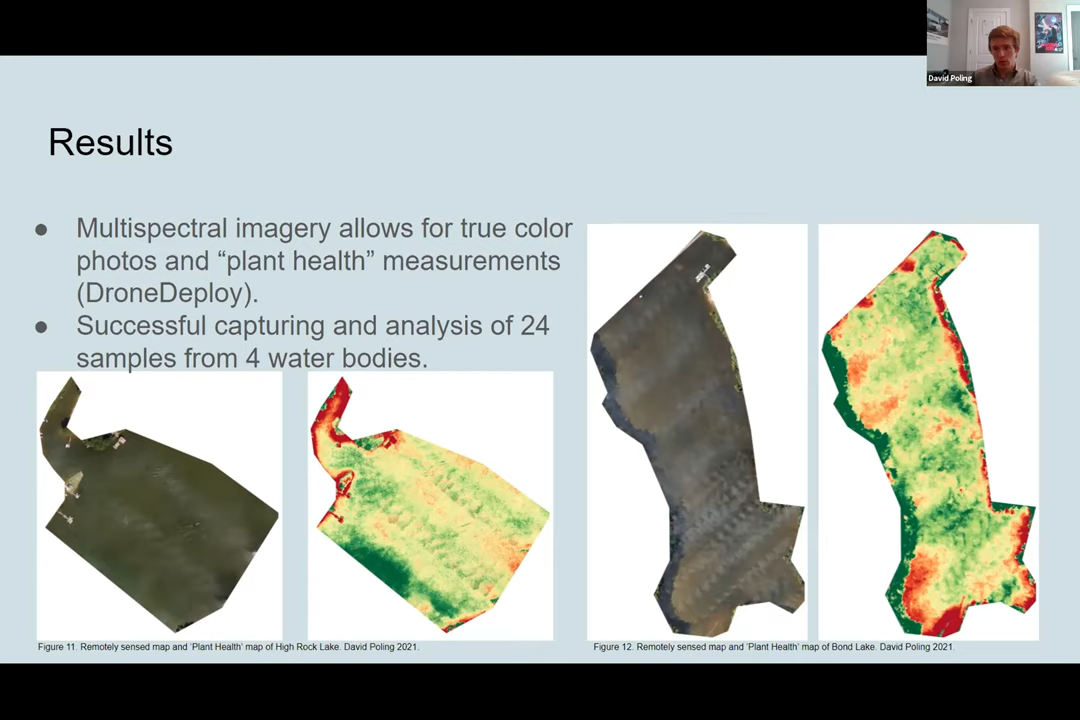 David Poling
Results
● Multispectral imagery allows for true color
photos and “plant health” measurements
(DroneDeploy).
● Successful capturing and analysis of 24
samples from 4 water bodies.
Figure 11. Remotely sensed map and 'Plant Health' map of High Rock Lake. David Poling 2021.
Figure 12. Remotely sensed map and 'Plant Health' map of Bond Lake. David Poling 2021.